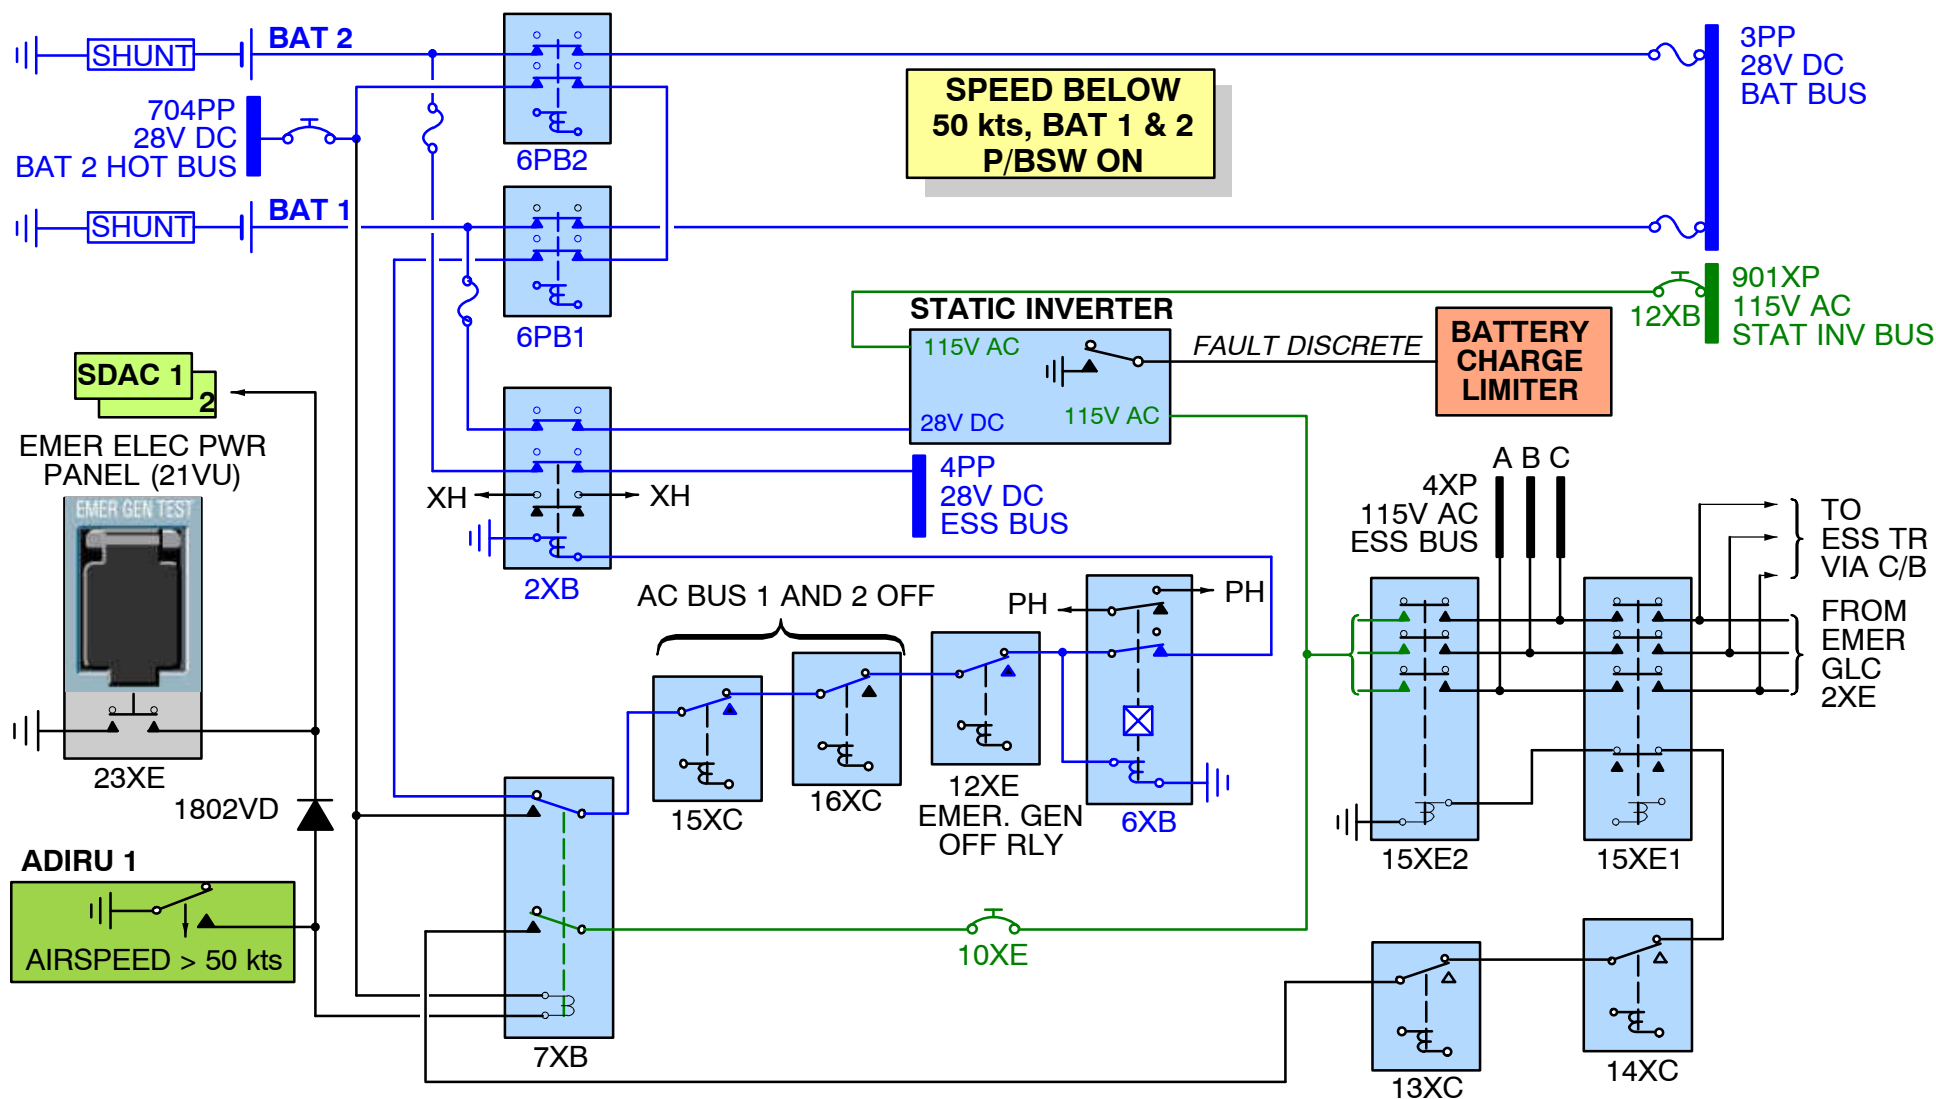 BAT 2
SHUNT
704PP
28V DC
BAT 2 HOT BUS
6PB2
SPEED BELOW
50 kts, BAT 1 & 2
P/BSW ON
3PP
28V DC
BAT BUS
BAT 1
SHUNT
6PB1
901XP
115V AC
STAT INV BUS
12XB
STATIC INVERTER
115V AC
28V DC
115V AC
FAULT DISCRETE
BATTERY
CHARGE
LIMITER
SDAC 1
2
EMER ELEC PWR
PANEL (21VU)
EMER GEN TEST
23XE
1802VD
ADIRU 1
AIRSPEED > 50 kts
XH
XH
2XB
4PP
28V DC
ESS BUS
AC BUS 1 AND 2 OFF
15XC
16XC
12XE
EMER. GEN
OFF RLY
PH
PH
6XB
7XB
10XE
A B C
4XP
115V AC
ESS BUS
TO
ESS TR
VIA C/B
FROM
EMER
GLC
2XE
15XE2
15XE1
13XC
14XC